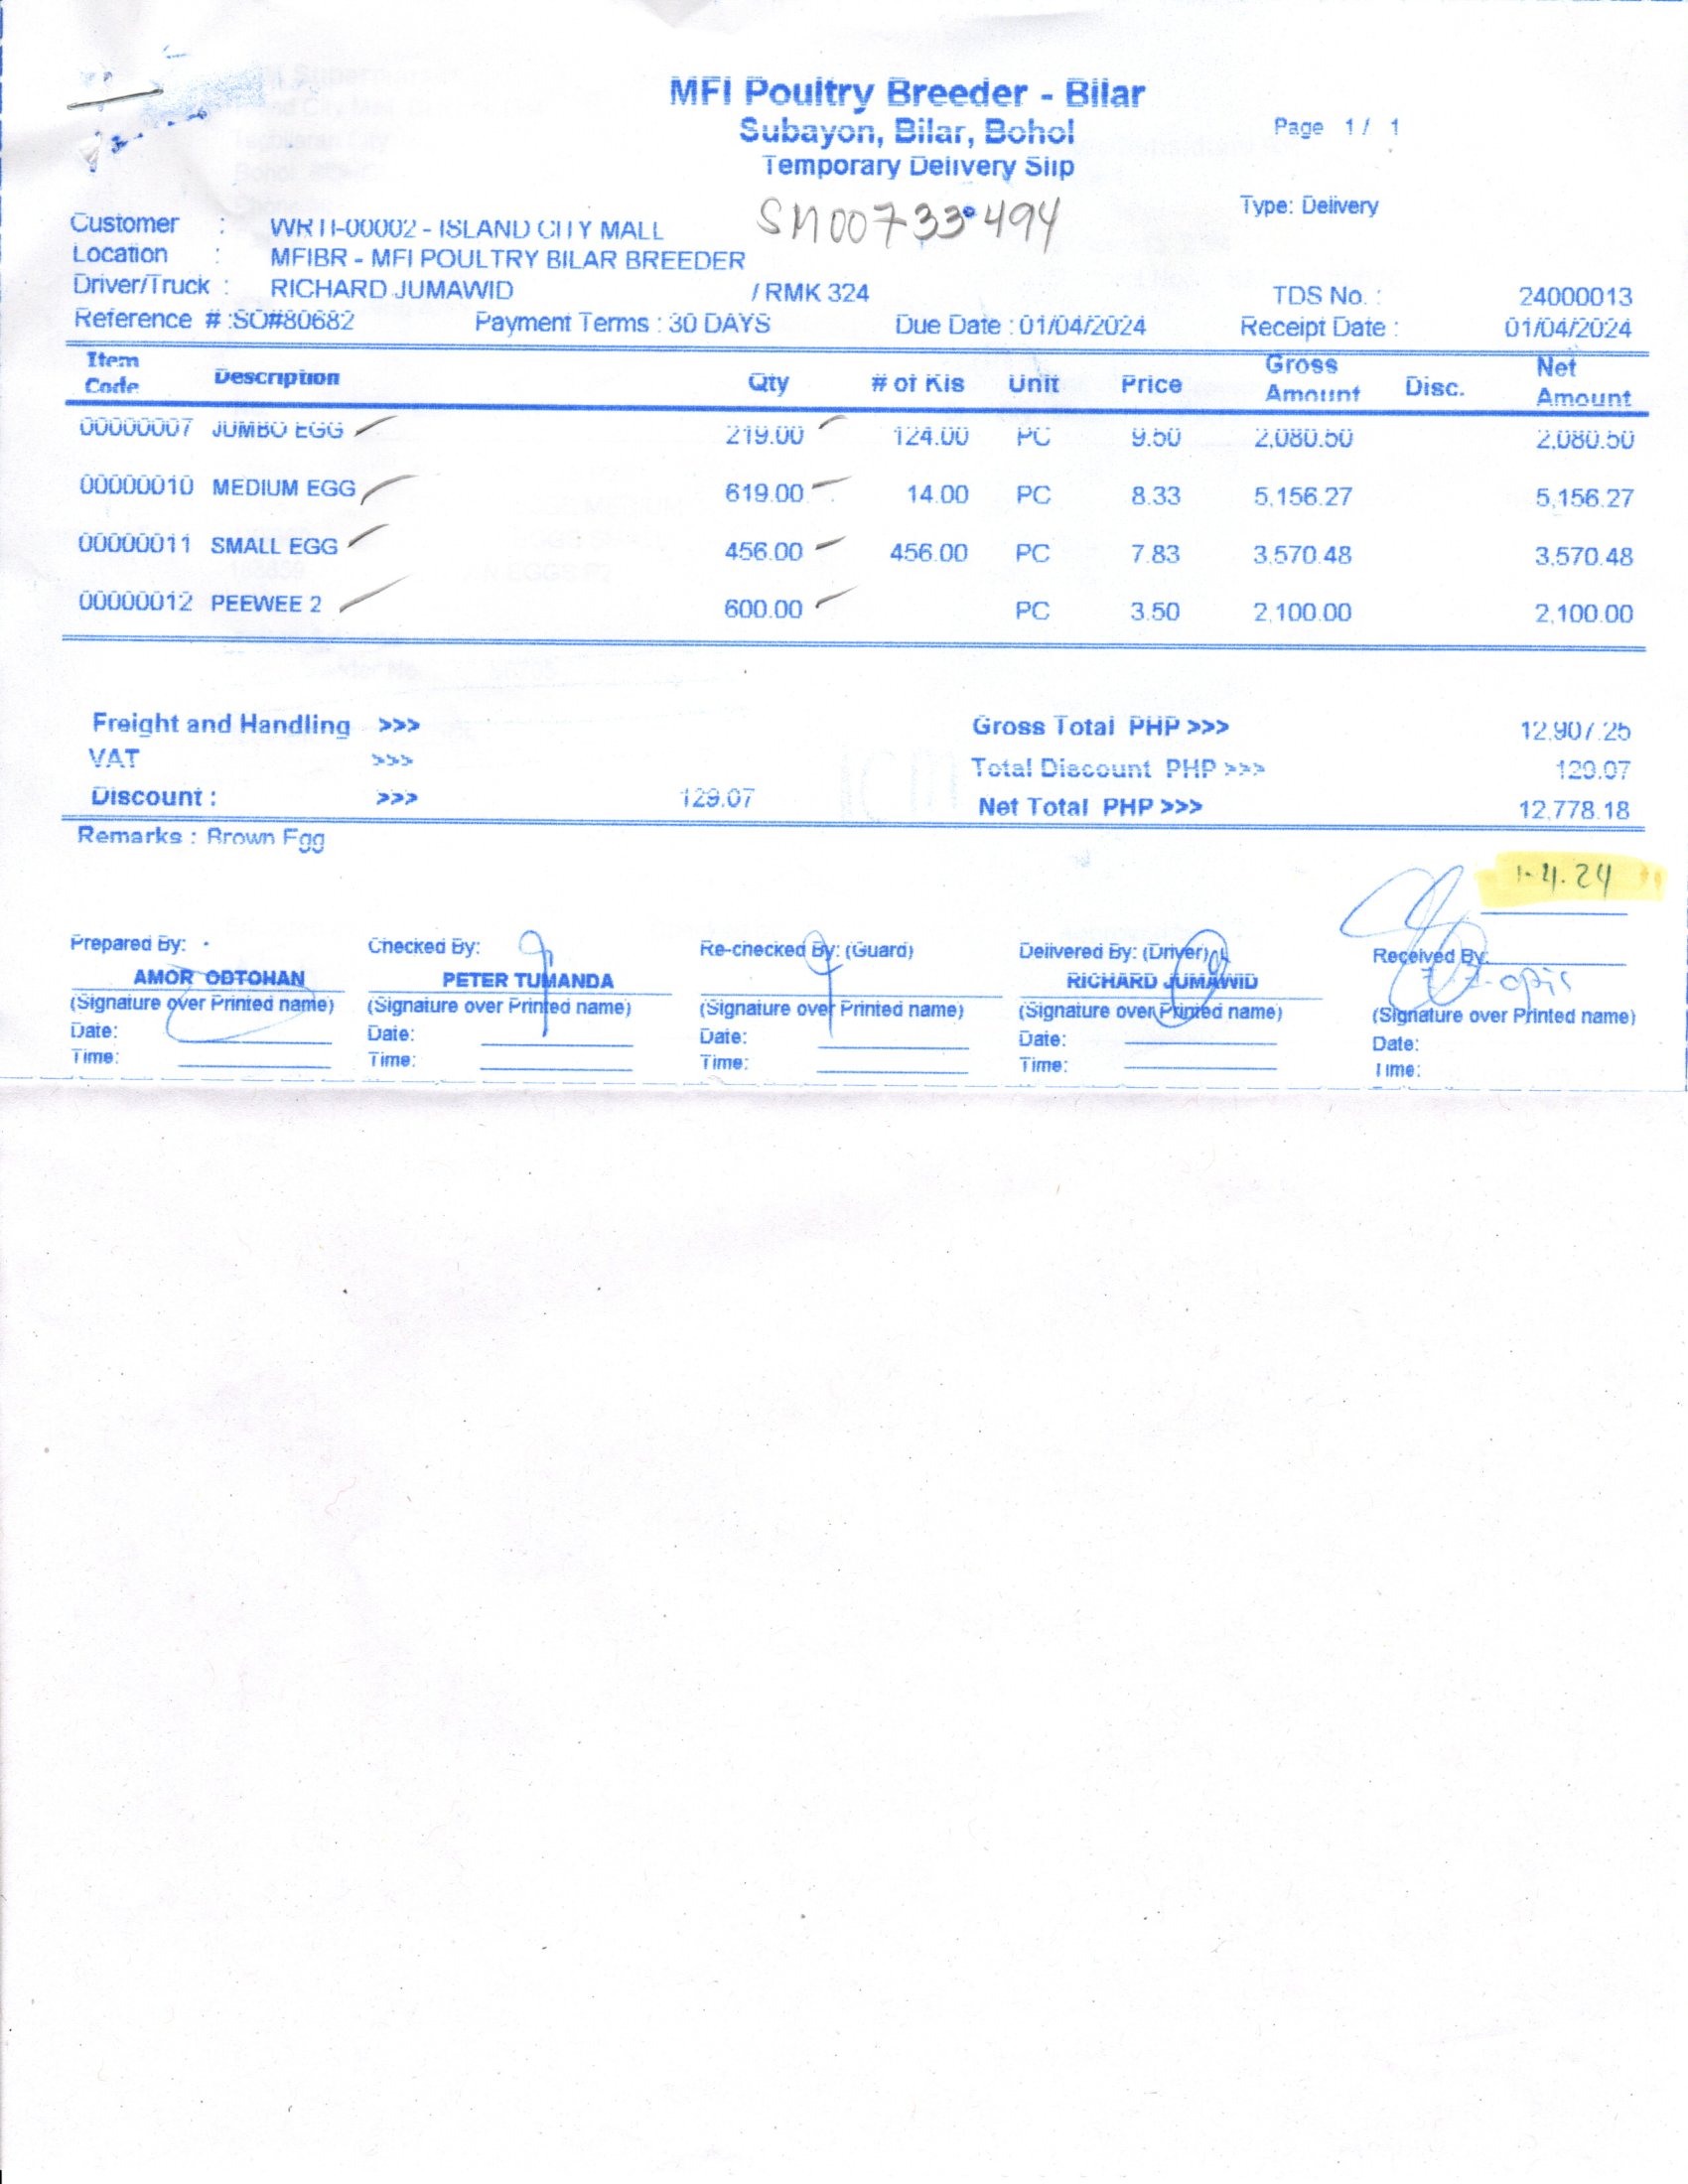 MFI Poultry Breeder - Bilar
Subayon, Bilar, Bohol
Page 1 / 1
Temporary Delivery Slip
Type: Delivery
SM00733494
Customer : WRTI-00002 - ISLAND CITY MALL
Location : MFIBR - MFI POULTRY BILAR BREEDER
Driver/Truck : RICHARD JUMAWID / RMK 324 TDS No. : 24000013
Reference # :SO#80682 Payment Terms : 30 DAYS Due Date : 01/04/2024 Receipt Date : 01/04/2024
Item Code Description Qty # of Kls Unit Price Gross Amount Disc. Net Amount
00000007 JUMBO EGG 219.00 124.00 PC 9.50 2,080.50 2,080.50
00000010 MEDIUM EGG 619.00 14.00 PC 8.33 5,156.27 5,156.27
00000011 SMALL EGG 456.00 456.00 PC 7.83 3,570.48 3,570.48
00000012 PEEWEE 2 600.00 PC 3.50 2,100.00 2,100.00
Freight and Handling >>> Gross Total PHP >>> 12,907.25
VAT >>> Total Discount PHP >>> 129.07
Discount : >>> 129.07 Net Total PHP >>> 12,778.18
Remarks : Brown Egg
1.4.24
Prepared By: Checked By: Re-checked By: (Guard) Delivered By: (Driver) Received By:
AMOR ODTOHAN PETER TUMANDA RICHARD JUMAWID
(Signature over Printed name) (Signature over Printed name) (Signature over Printed name) (Signature over Printed name) (Signature over Printed name)
Date: Date: Date: Date: Date:
Time: Time: Time: Time: Time: